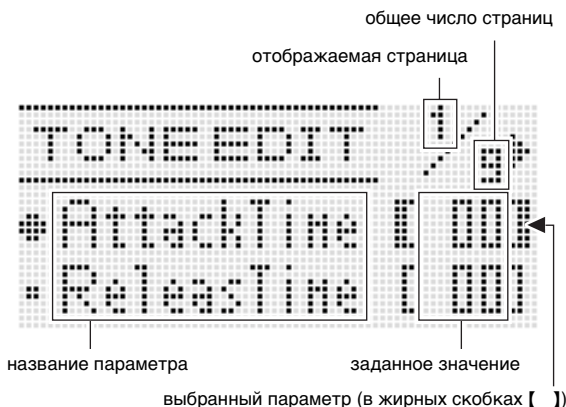 общее число страниц
отображаемая страница
TONE EDIT 1/9
AttackTime 【 00】
ReleasTime [ 00]
название параметра
заданное значение
выбранный параметр (в жирных скобках【 】)